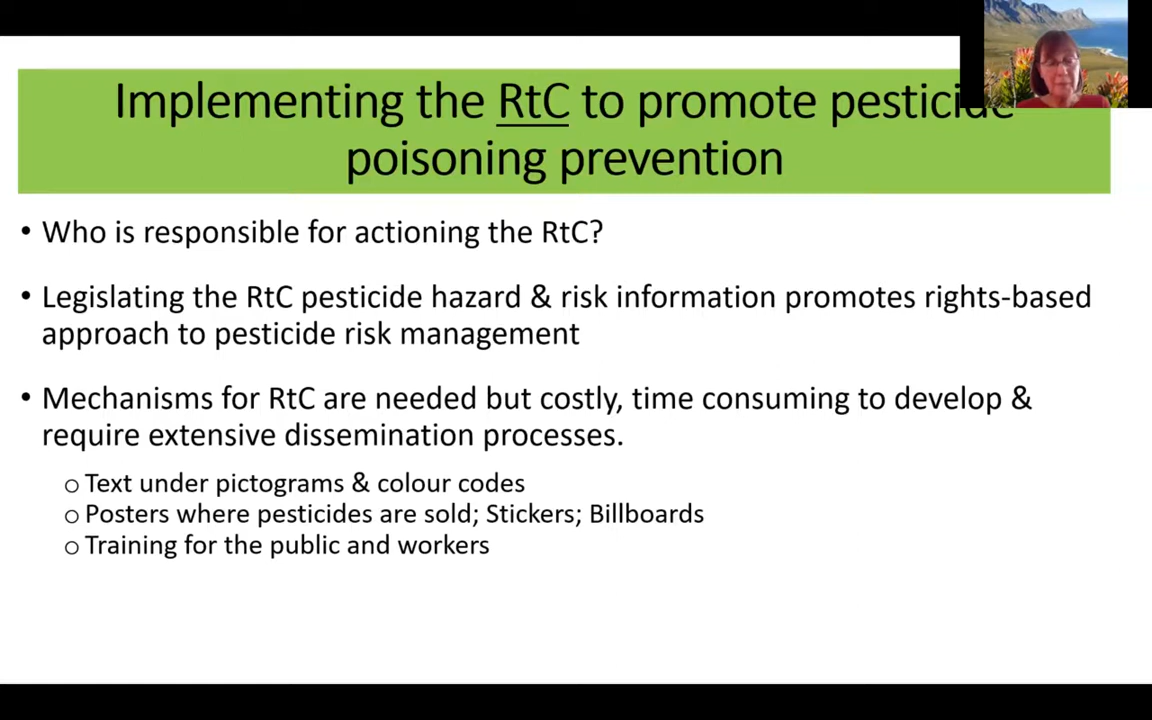 Implementing the RtC to promote pesticide
poisoning prevention
• Who is responsible for actioning the RtC?
• Legislating the RtC pesticide hazard & risk information promotes rights-based
approach to pesticide risk management
• Mechanisms for RtC are needed but costly, time consuming to develop &
require extensive dissemination processes.
o Text under pictograms & colour codes
o Posters where pesticides are sold; Stickers; Billboards
o Training for the public and workers